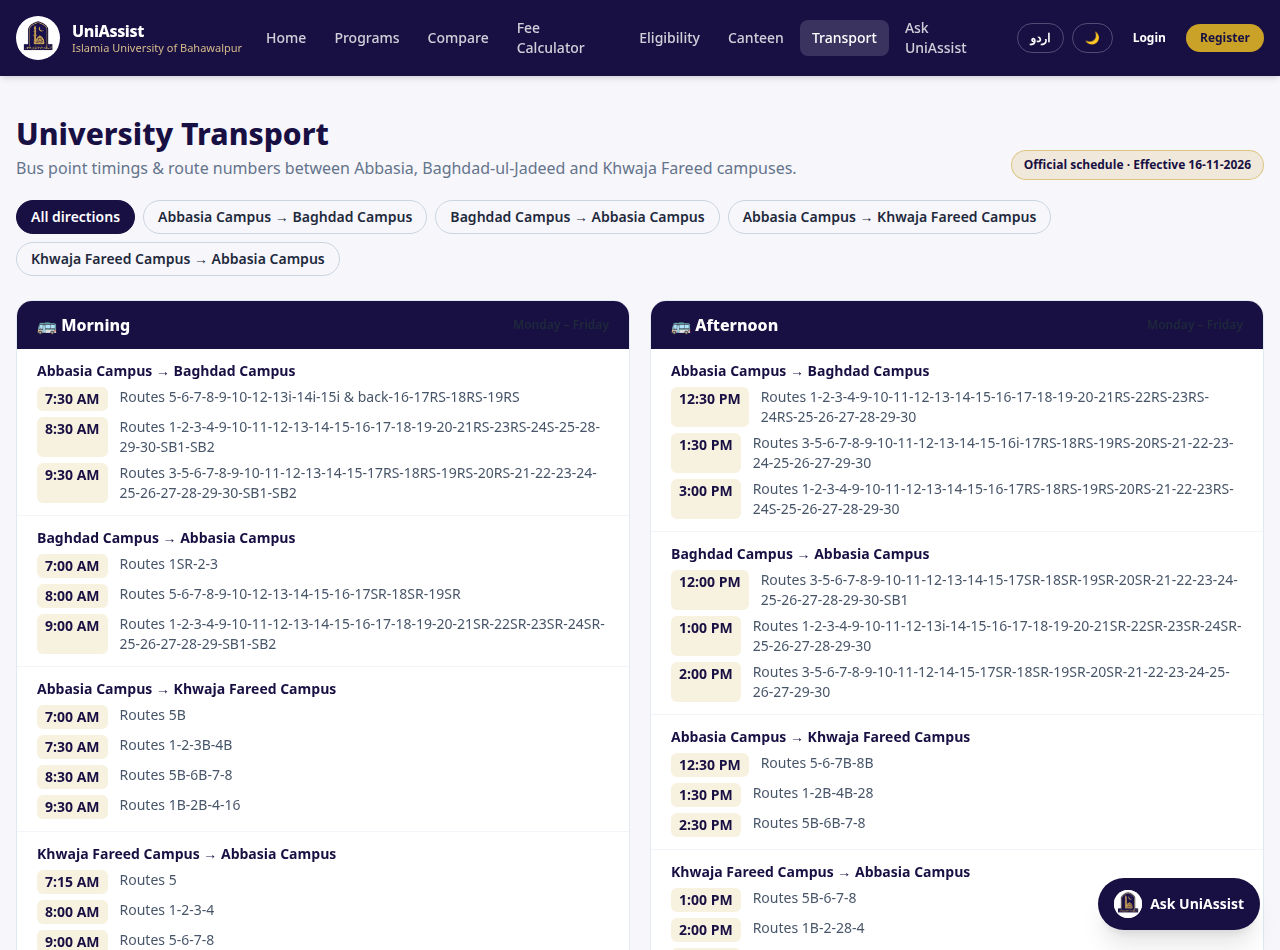 UniAssist
Islamia University of Bahawalpur
Home
Programs
Compare
Fee
Calculator
Eligibility
Canteen
Transport
Ask
UniAssist
اردو
Login
Register
University Transport
Bus point timings & route numbers between Abbasia, Baghdad-ul-Jadeed and Khwaja Fareed campuses.
Official schedule · Effective 16-11-2026
All directions
Abbasia Campus → Baghdad Campus
Baghdad Campus → Abbasia Campus
Abbasia Campus → Khwaja Fareed Campus
Khwaja Fareed Campus → Abbasia Campus
Morning
Monday – Friday
Abbasia Campus → Baghdad Campus
7:30 AM Routes 5-6-7-8-9-10-12-13i-14i-15i & back-16-17RS-18RS-19RS
8:30 AM Routes 1-2-3-4-9-10-11-12-13-14-15-16-17-18-19-20-21RS-23RS-24S-25-28-
29-30-SB1-SB2
9:30 AM Routes 3-5-6-7-8-9-10-11-12-13-14-15-17RS-18RS-19RS-20RS-21-22-23-24-
25-26-27-28-29-30-SB1-SB2
Baghdad Campus → Abbasia Campus
7:00 AM Routes 1SR-2-3
8:00 AM Routes 5-6-7-8-9-10-12-13-14-15-16-17SR-18SR-19SR
9:00 AM Routes 1-2-3-4-9-10-11-12-13-14-15-16-17-18-19-20-21SR-22SR-23SR-24SR-
25-26-27-28-29-SB1-SB2
Abbasia Campus → Khwaja Fareed Campus
7:00 AM Routes 5B
7:30 AM Routes 1-2-3B-4B
8:30 AM Routes 5B-6B-7-8
9:30 AM Routes 1B-2B-4-16
Khwaja Fareed Campus → Abbasia Campus
7:15 AM Routes 5
8:00 AM Routes 1-2-3-4
9:00 AM Routes 5-6-7-8
Afternoon
Monday – Friday
Abbasia Campus → Baghdad Campus
12:30 PM Routes 1-2-3-4-9-10-11-12-13-14-15-16-17-18-19-20-21RS-22RS-23RS-
24RS-25-26-27-28-29-30
1:30 PM Routes 3-5-6-7-8-9-10-11-12-13-14-15-16i-17RS-18RS-19RS-20RS-21-22-23-
24-25-26-27-29-30
3:00 PM Routes 1-2-3-4-9-10-11-12-13-14-15-16-17RS-18RS-19RS-20RS-21-22-23RS-
24S-25-26-27-28-29-30
Baghdad Campus → Abbasia Campus
12:00 PM Routes 3-5-6-7-8-9-10-11-12-13-14-15-17SR-18SR-19SR-20SR-21-22-23-24-
25-26-27-28-29-30-SB1
1:00 PM Routes 1-2-3-4-9-10-11-12-13i-14-15-16-17-18-19-20-21SR-22SR-23SR-24SR-
25-26-27-28-29-30
2:00 PM Routes 3-5-6-7-8-9-10-11-12-14-15-17SR-18SR-19SR-20SR-21-22-23-24-25-
26-27-29-30
Abbasia Campus → Khwaja Fareed Campus
12:30 PM Routes 5-6-7B-8B
1:30 PM Routes 1-2B-4B-28
2:30 PM Routes 5B-6B-7-8
Khwaja Fareed Campus → Abbasia Campus
1:00 PM Routes 5B-6-7-8
2:00 PM Routes 1B-2-28-4
Ask UniAssist